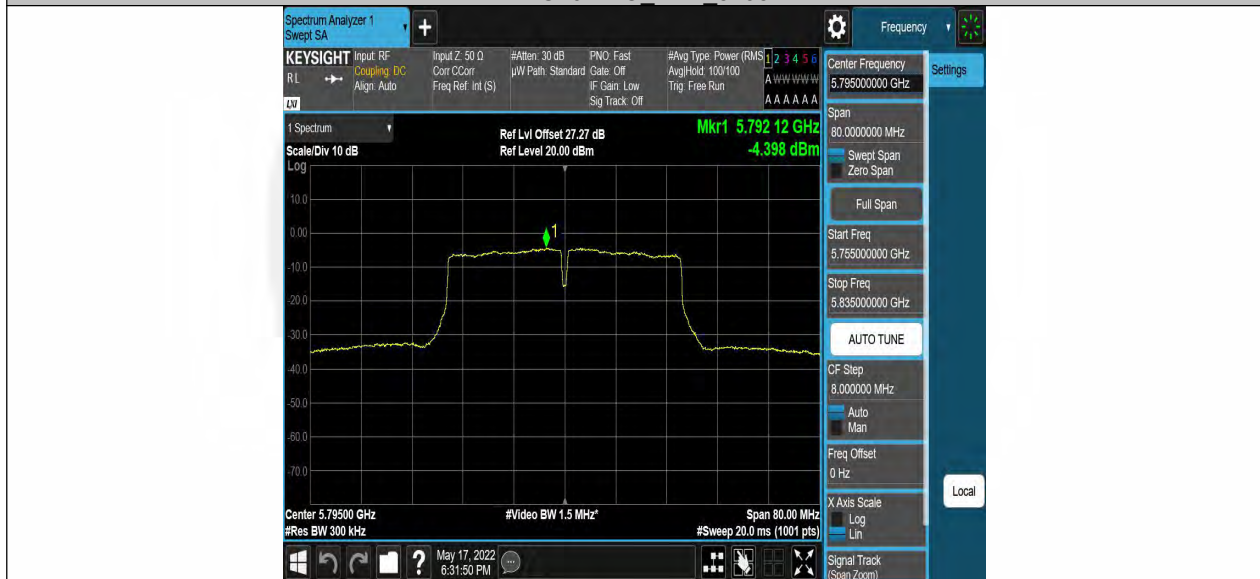 Spectrum Analyzer 1
Swept SA
+
Frequency
KEYSIGHT
RL
LXI
Input: RF
Coupling: DC
Align: Auto
Input Z: 50 Ω
Corr CCorr
Freq Ref: Int (S)
#Atten: 30 dB
µW Path: Standard
PNO: Fast
Gate: Off
IF Gain: Low
Sig Track: Off
#Avg Type: Power (RMS
Avg|Hold: 100/100
Trig: Free Run
1 2 3 4 5 6
A W W W W W
A A A A A A
1 Spectrum
Scale/Div 10 dB
Ref Lvl Offset 27.27 dB
Ref Level 20.00 dBm
Mkr1 5.792 12 GHz
-4.398 dBm
Log
10.0
0.00
-10.0
-20.0
-30.0
-40.0
-50.0
-60.0
-70.0
1
Center 5.79500 GHz
#Video BW 1.5 MHz*
Span 80.00 MHz
#Res BW 300 kHz
#Sweep 20.0 ms (1001 pts)
?
May 17, 2022
6:31:50 PM
Center Frequency
5.795000000 GHz
Settings
Span
80.0000000 MHz
Swept Span
Zero Span
Full Span
Start Freq
5.755000000 GHz
Stop Freq
5.835000000 GHz
AUTO TUNE
CF Step
8.000000 MHz
Auto
Man
Freq Offset
0 Hz
X Axis Scale
Log
Lin
Local
Signal Track
(Span Zoom)